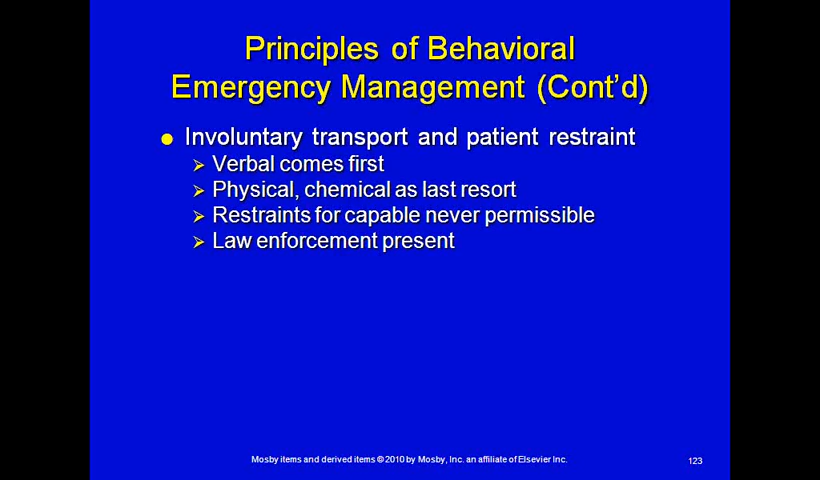 Principles of Behavioral
Emergency Management (Cont’d)
Involuntary transport and patient restraint
Verbal comes first
Physical, chemical as last resort
Restraints for capable never permissible
Law enforcement present
Mosby items and derived items © 2010 by Mosby, Inc. an affiliate of Elsevier Inc.
123